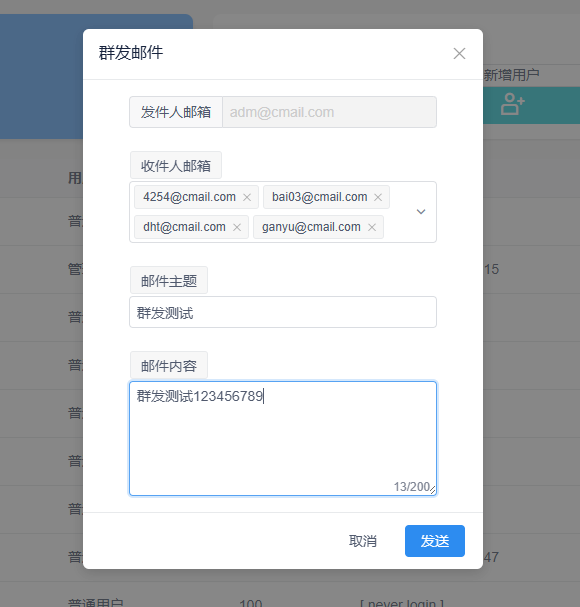 群发邮件
新增用户
发件人邮箱 adm@cmail.com
收件人邮箱
4254@cmail.com bai03@cmail.com
dht@cmail.com ganyu@cmail.com
邮件主题
群发测试
邮件内容
群发测试123456789
13/200
取消 发送
用
普
管 15
普
普
普
普
普
普 47
普通用户 100 [ never login ]